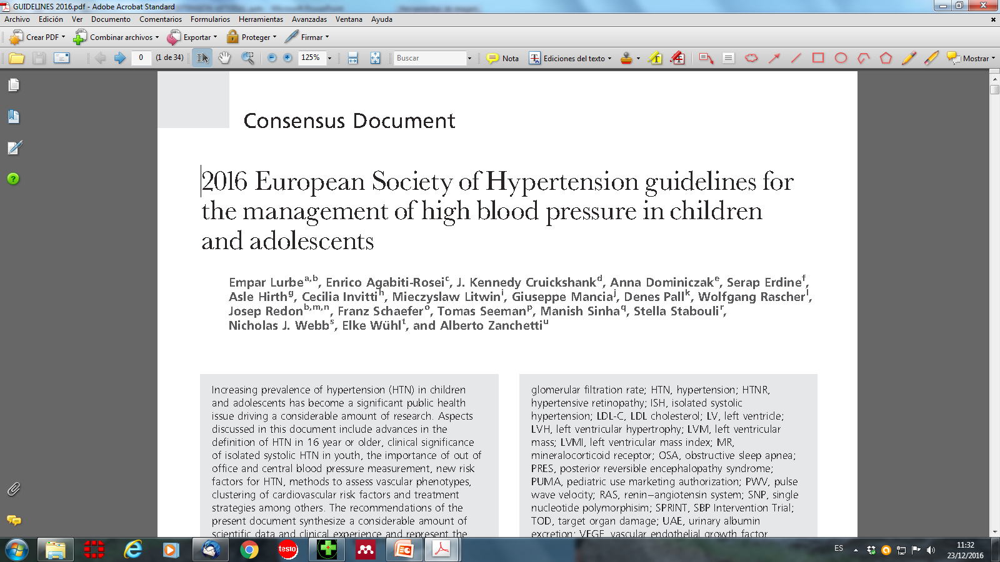 GUIDELINES 2016.pdf - Adobe Acrobat Standard
Archivo Edición Ver Documento Comentarios Formularios Herramientas Avanzadas Ventana Ayuda
Crear PDF Combinar archivos Exportar Proteger Firmar
0 (1 de 34) 125% Buscar Nota Ediciones del texto Mostrar
Consensus Document
2016 European Society of Hypertension guidelines for
the management of high blood pressure in children
and adolescents
Empar Lurbe^a,b, Enrico Agabiti-Rosei^c, J. Kennedy Cruickshank^d, Anna Dominiczak^e, Serap Erdine^f,
Asle Hirth^g, Cecilia Invitti^h, Mieczyslaw Litwin^i, Giuseppe Mancia^j, Denes Pall^k, Wolfgang Rascher^l,
Josep Redon^b,m,n, Franz Schaefer^o, Tomas Seeman^p, Manish Sinha^q, Stella Stabouli^r,
Nicholas J. Webb^s, Elke Wühl^t, and Alberto Zanchetti^u
Increasing prevalence of hypertension (HTN) in children
and adolescents has become a significant public health
issue driving a considerable amount of research. Aspects
discussed in this document include advances in the
definition of HTN in 16 year or older, clinical significance
of isolated systolic HTN in youth, the importance of out of
office and central blood pressure measurement, new risk
factors for HTN, methods to assess vascular phenotypes,
clustering of cardiovascular risk factors and treatment
strategies among others. The recommendations of the
present document synthesize a considerable amount of
scientific data and clinical experience and represent the
glomerular filtration rate; HTN, hypertension; HTNR,
hypertensive retinopathy; ISH, isolated systolic
hypertension; LDL-C, LDL cholesterol; LV, left ventricle;
LVH, left ventricular hypertrophy; LVM, left ventricular
mass; LVMI, left ventricular mass index; MR,
mineralocorticoid receptor; OSA, obstructive sleep apnea;
PRES, posterior reversible encephalopathy syndrome;
PUMA, pediatric use marketing authorization; PWV, pulse
wave velocity; RAS, renin–angiotensin system; SNP, single
nucleotide polymorphisim; SPRINT, SBP Intervention Trial;
TOD, target organ damage; UAE, urinary albumin
excretion; VEGF, vascular endothelial growth factor
testo
ES
11:32
23/12/2016